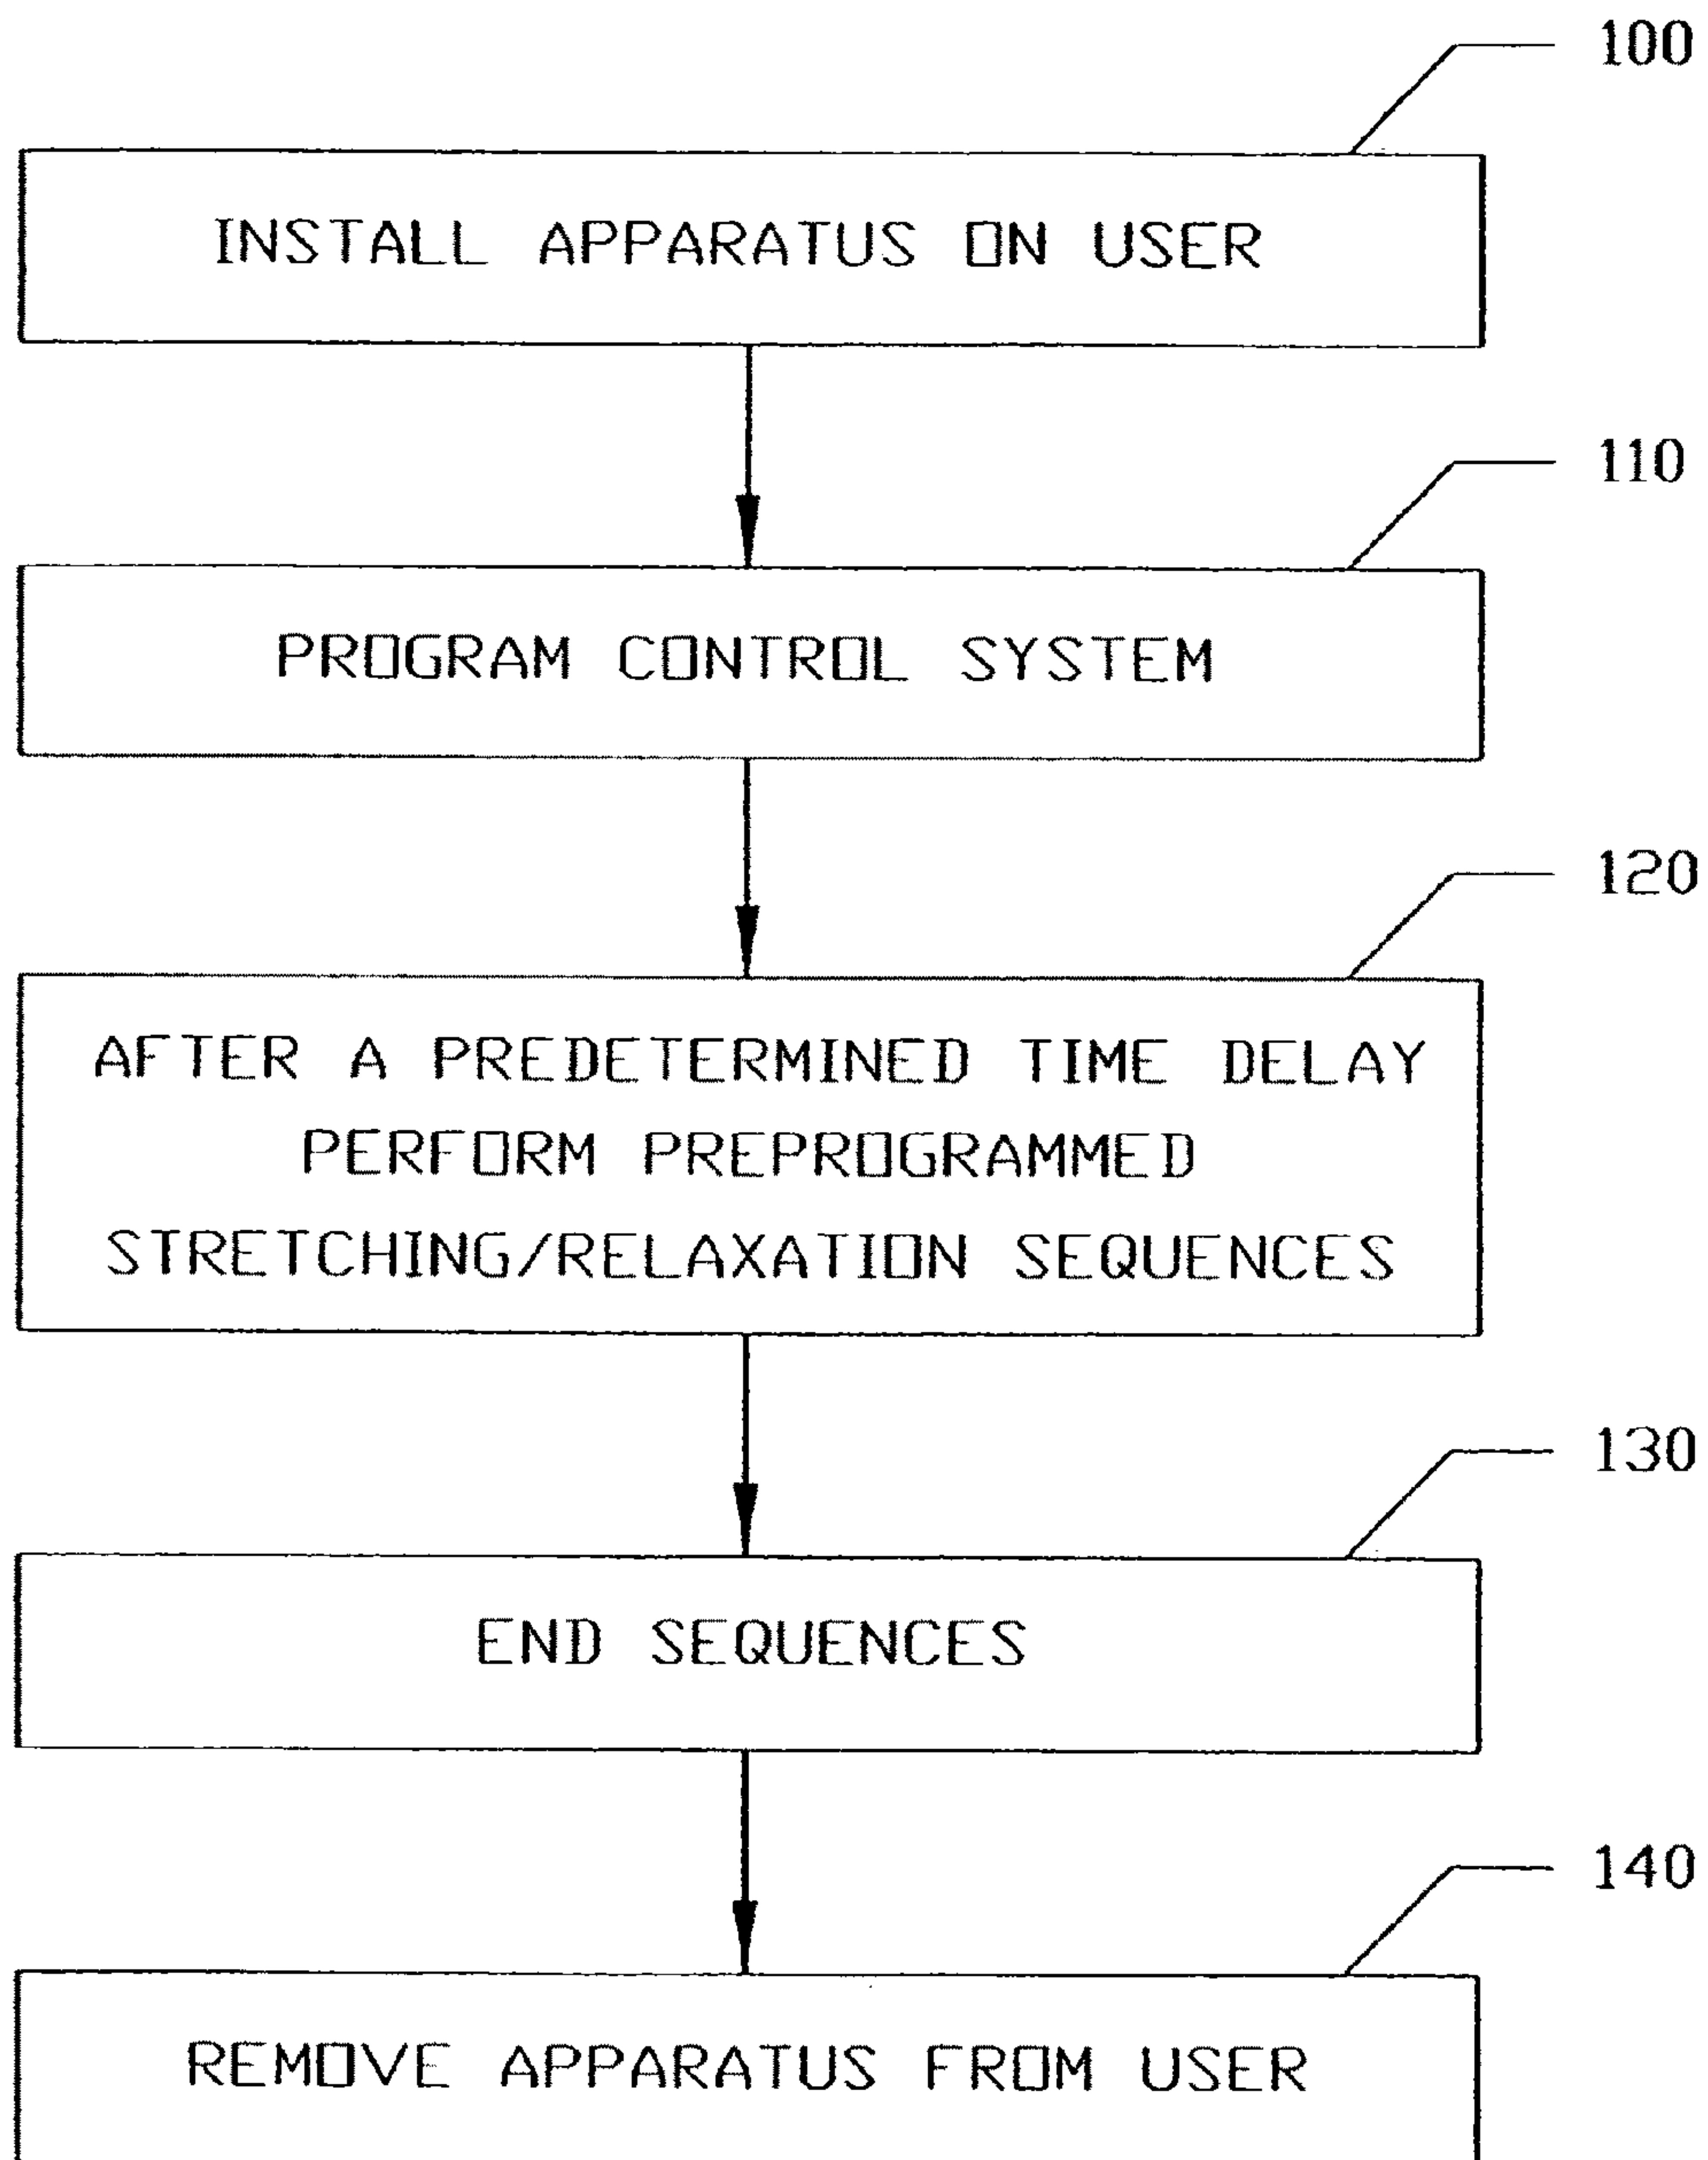 100
INSTALL APPARATUS ON USER
110
PROGRAM CONTROL SYSTEM
120
AFTER A PREDETERMINED TIME DELAY
PERFORM PREPROGRAMMED
STRETCHING/RELAXATION SEQUENCES
130
END SEQUENCES
140
REMOVE APPARATUS FROM USER